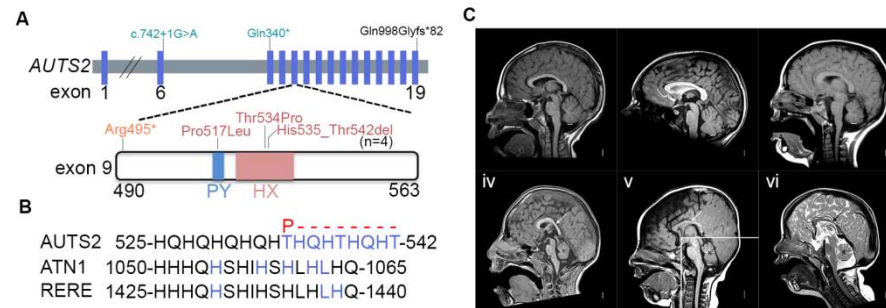 A
c.742+1G>A
Gln340*
Gln998Glyfs*82
AUTS2
exon 1 6 19
Arg495*
Pro517Leu
Thr534Pro
His535_Thr542del
(n=4)
exon 9
490 PY HX 563
B
P--------
AUTS2 525-HQHQHQHQHTHQHTHQHT-542
ATN1 1050-HHHQHSHIHSHLHLHQ-1065
RERE 1425-HHHQHSHIHSHLHLHQ-1440
C
iv v vi